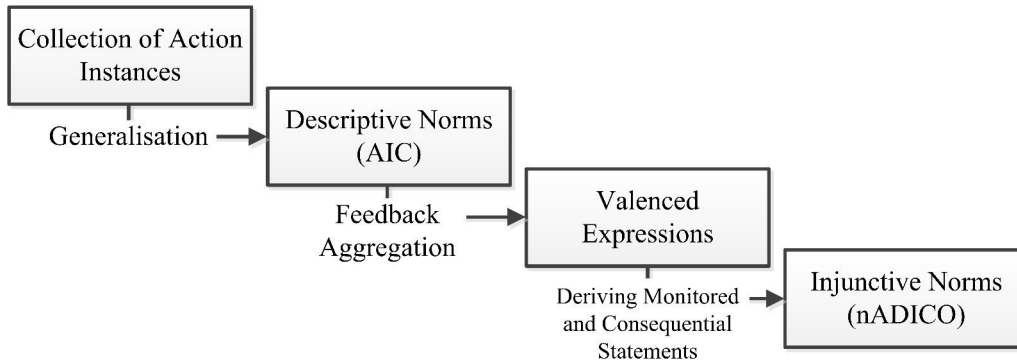 Collection of Action
Instances
Generalisation
Descriptive Norms
(AIC)
Feedback
Aggregation
Valenced
Expressions
Deriving Monitored
and Consequential
Statements
Injunctive Norms
(nADICO)